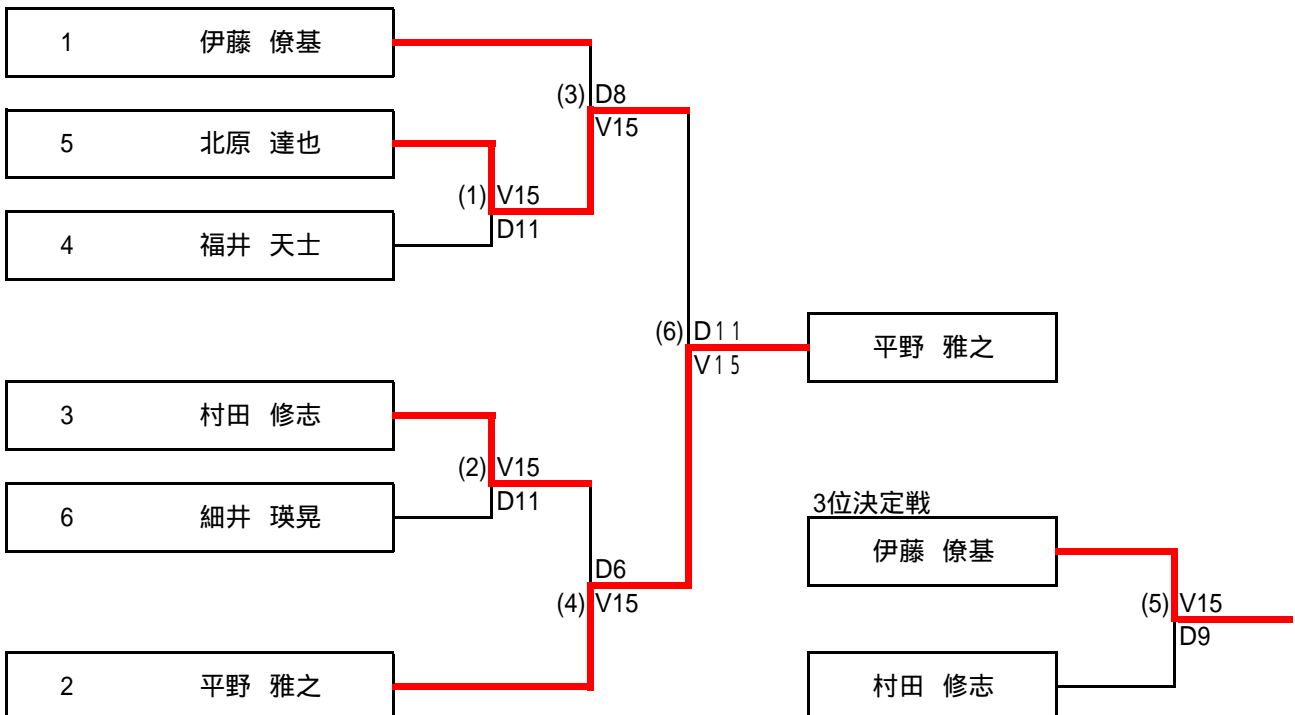 1 伊藤 僚基
(3) D8
V15
5 北原 達也
(1) V15
D11
4 福井 天士
(6) D11
V15
平野 雅之
3 村田 修志
(2) V15
D11
6 細井 瑛晃
3位決定戦
伊藤 僚基
D6
(4) V15
(5) V15
D9
2 平野 雅之
村田 修志